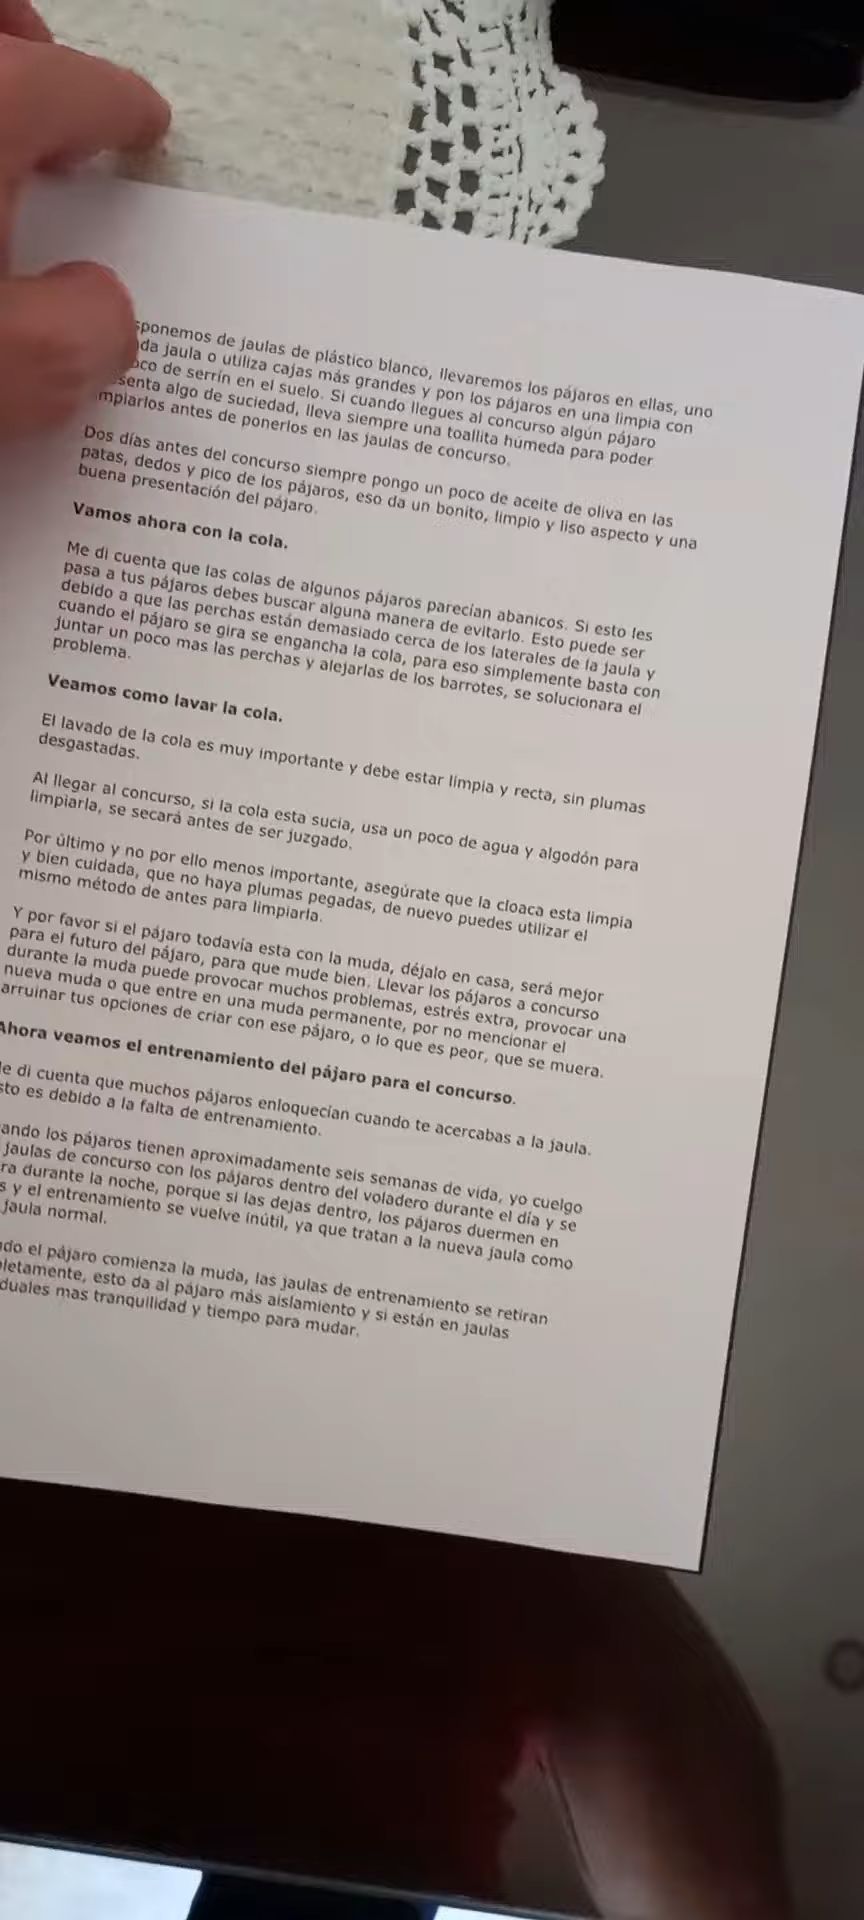 sponemos de jaulas de plástico blanco, llevaremos los pájaros en ellas, uno
da jaula o utiliza cajas más grandes y pon los pájaros en una limpia con
oco de serrín en el suelo. Si cuando llegues al concurso algún pájaro
senta algo de suciedad, lleva siempre una toallita húmeda para poder
mpiarlos antes de ponerlos en las jaulas de concurso.
Dos días antes del concurso siempre pongo un poco de aceite de oliva en las
patas, dedos y pico de los pájaros, eso da un bonito, limpio y liso aspecto y una
buena presentación del pájaro.
Vamos ahora con la cola.
Me di cuenta que las colas de algunos pájaros parecían abanicos. Si esto les
pasa a tus pájaros debes buscar alguna manera de evitarlo. Esto puede ser
debido a que las perchas están demasiado cerca de los laterales de la jaula y
cuando el pájaro se gira se engancha la cola, para eso simplemente basta con
juntar un poco mas las perchas y alejarlas de los barrotes, se solucionara el
problema.
Veamos como lavar la cola.
El lavado de la cola es muy importante y debe estar limpia y recta, sin plumas
desgastadas.
Al llegar al concurso, si la cola esta sucia, usa un poco de agua y algodón para
limpiarla, se secará antes de ser juzgado.
Por último y no por ello menos importante, asegúrate que la cloaca esta limpia
y bien cuidada, que no haya plumas pegadas, de nuevo puedes utilizar el
mismo método de antes para limpiarla.
Y por favor si el pájaro todavía esta con la muda, déjalo en casa, será mejor
para el futuro del pájaro, para que mude bien. Llevar los pájaros a concurso
durante la muda puede provocar muchos problemas, estrés extra, provocar una
nueva muda o que entre en una muda permanente, por no mencionar el
arruinar tus opciones de criar con ese pájaro, o lo que es peor, que se muera.
Ahora veamos el entrenamiento del pájaro para el concurso.
le di cuenta que muchos pájaros enloquecían cuando te acercabas a la jaula.
sto es debido a la falta de entrenamiento.
ando los pájaros tienen aproximadamente seis semanas de vida, yo cuelgo
jaulas de concurso con los pájaros dentro del voladero durante el día y se
ra durante la noche, porque si las dejas dentro, los pájaros duermen en
s y el entrenamiento se vuelve inútil, ya que tratan a la nueva jaula como
jaula normal.
do el pájaro comienza la muda, las jaulas de entrenamiento se retiran
letamente, esto da al pájaro más aislamiento y si están en jaulas
duales mas tranquilidad y tiempo para mudar.